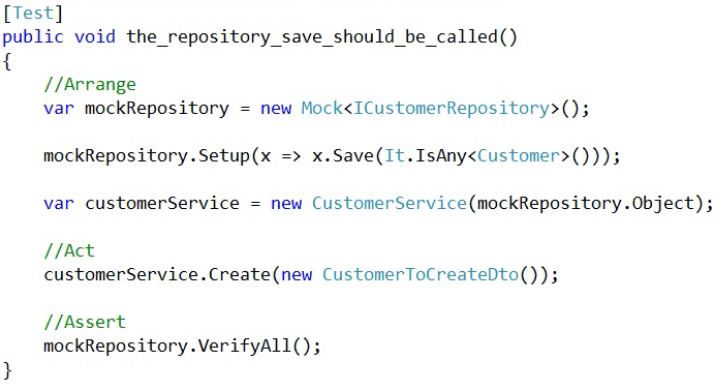 [Test]
public void the_repository_save_should_be_called()
{
    //Arrange
    var mockRepository = new Mock<ICustomerRepository>();
    mockRepository.Setup(x => x.Save(It.IsAny<Customer>()));
    var customerService = new CustomerService(mockRepository.Object);
    //Act
    customerService.Create(new CustomerToCreateDto());
    //Assert
    mockRepository.VerifyAll();
}